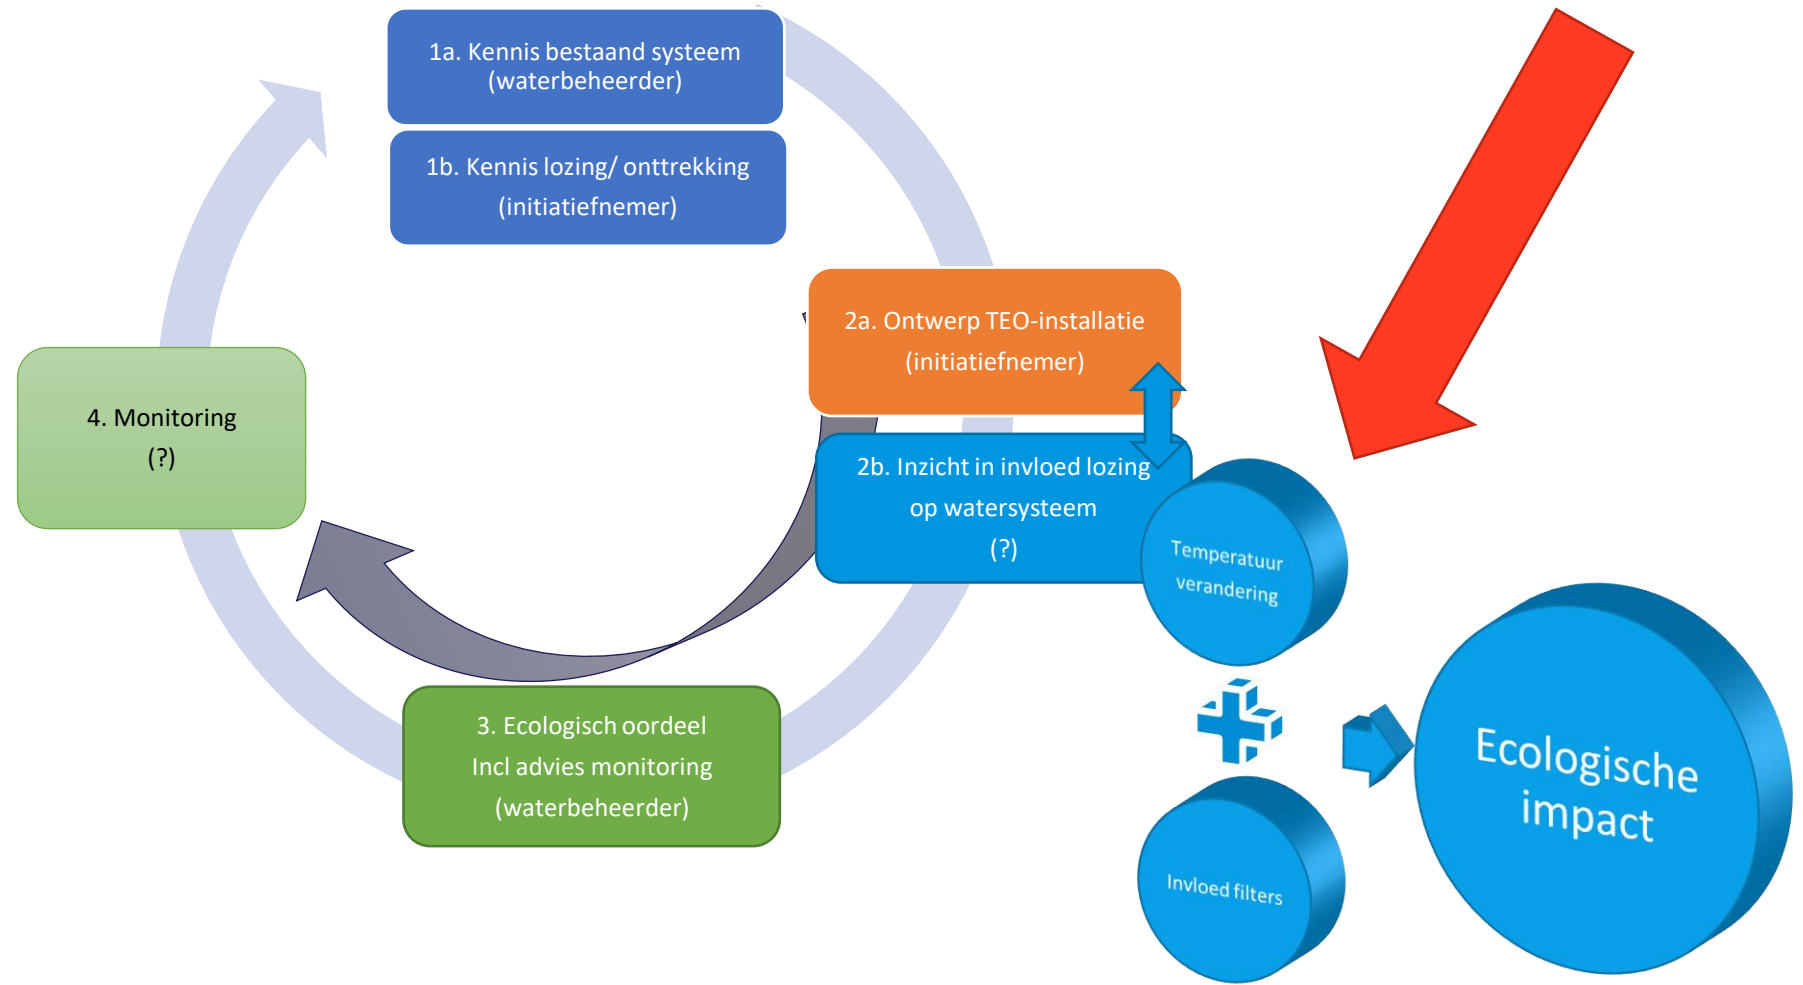 1a. Kennis bestaand systeem
(waterbeheerder)
1b. Kennis lozing/ onttrekking
(initiatiefnemer)
2a. Ontwerp TEO-installatie
(initiatiefnemer)
2b. Inzicht in invloed lozing
op watersysteem
(?)
Temperatuur
verandering
Invloed filters
Ecologische
impact
3. Ecologisch oordeel
Incl advies monitoring
(waterbeheerder)
4. Monitoring
(?)